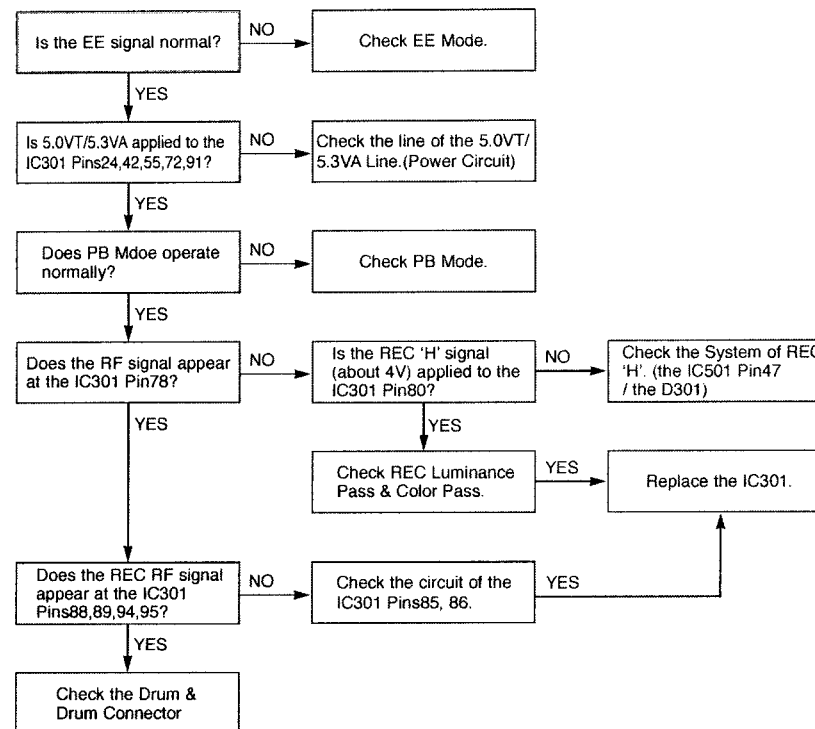 Is the EE signal normal?
NO
Check EE Mode.
YES
Is 5.0VT/5.3VA applied to the
IC301 Pins24,42,55,72,91?
NO
Check the line of the 5.0VT/
5.3VA Line.(Power Circuit)
YES
Does PB Mdoe operate
normally?
NO
Check PB Mode.
YES
Does the RF signal appear
at the IC301 Pin78?
NO
Is the REC 'H' signal
(about 4V) applied to the
IC301 Pin80?
NO
Check the System of REC
'H'. (the IC501 Pin47
/ the D301)
YES
YES
Check REC Luminance
Pass & Color Pass.
YES
Replace the IC301.
Does the REC RF signal
appear at the IC301
Pins88,89,94,95?
NO
Check the circuit of the
IC301 Pins85, 86.
YES
YES
Check the Drum &
Drum Connector